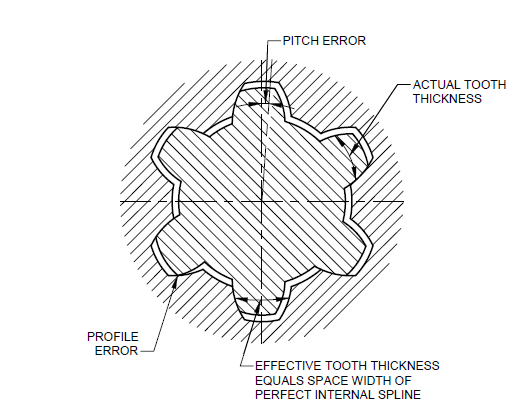 PITCH ERROR
ACTUAL TOOTH
THICKNESS
PROFILE
ERROR
EFFECTIVE TOOTH THICKNESS
EQUALS SPACE WIDTH OF
PERFECT INTERNAL SPLINE